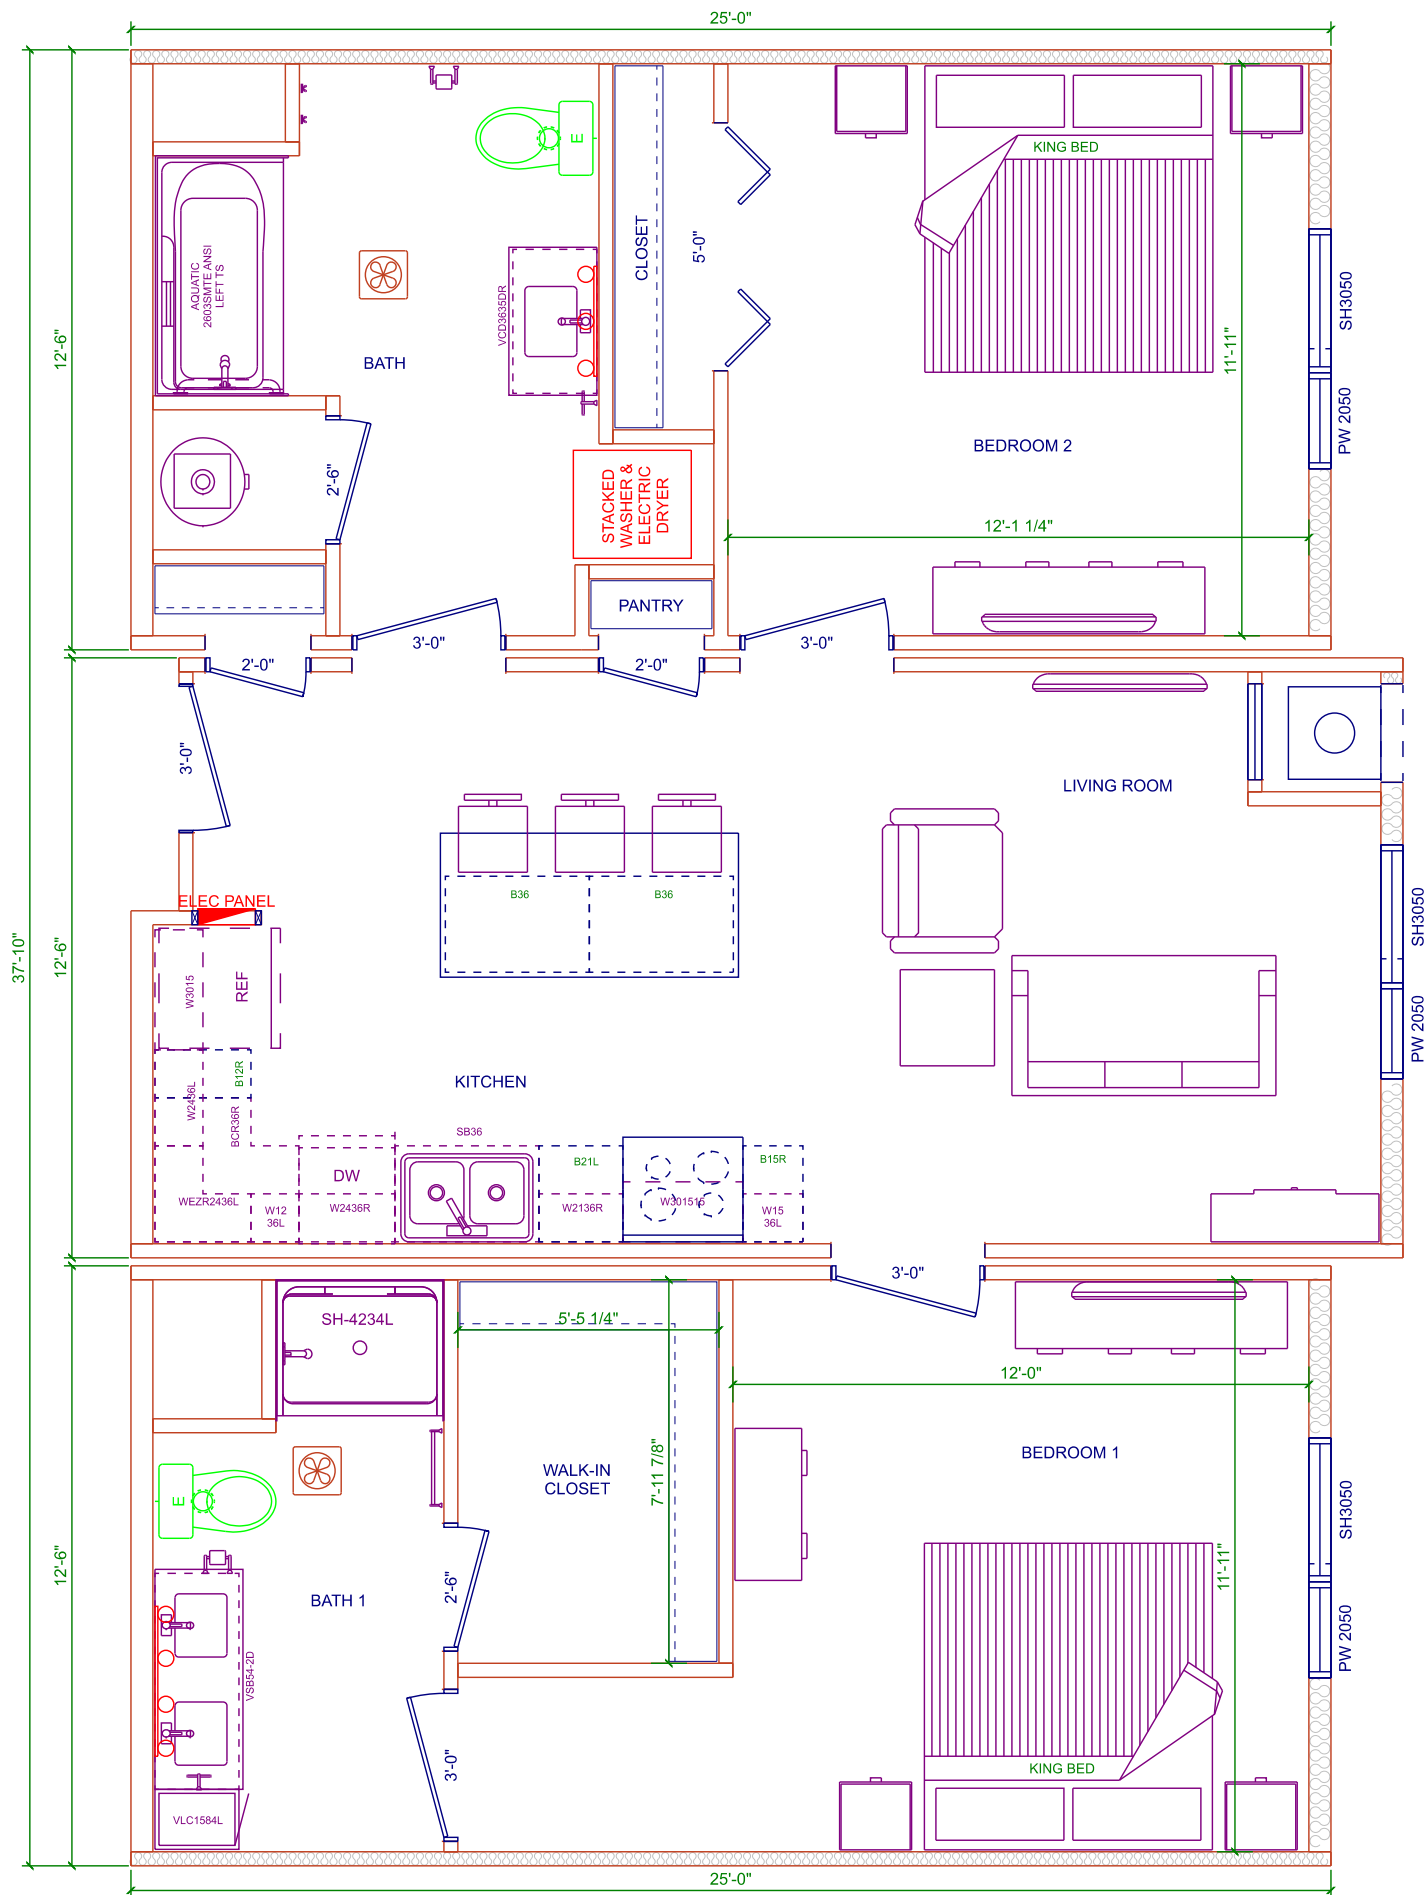 25'-0"
KING BED
E
CLOSET
5'-0"
AQUATIC
2603SMTE ANSI
LEFT TS
VCD3635DR
SH3050
12'-6"
BATH
11'-11"
PW 2050
BEDROOM 2
2'-6"
STACKED
WASHER &
ELECTRIC
DRYER
12'-1 1/4"
PANTRY
3'-0"
3'-0"
2'-0"
2'-0"
3'-0"
LIVING ROOM
ELEC PANEL
B36
B36
SH3050
37'-10"
12'-6"
W3015
REF
PW 2050
B12R
KITCHEN
W2436L
BCR36R
SB36
B21L
B15R
DW
WEZR2436L
W12
36L
W2436R
W2136R
W301515
W15
36L
3'-0"
SH-4234L
5'-5 1/4"
12'-0"
BEDROOM 1
WALK-IN
CLOSET
7'-11 7/8"
E
SH3050
12'-6"
11'-11"
2'-6"
BATH 1
PW 2050
VSB54-2D
3'-0"
KING BED
VLC1584L
25'-0"